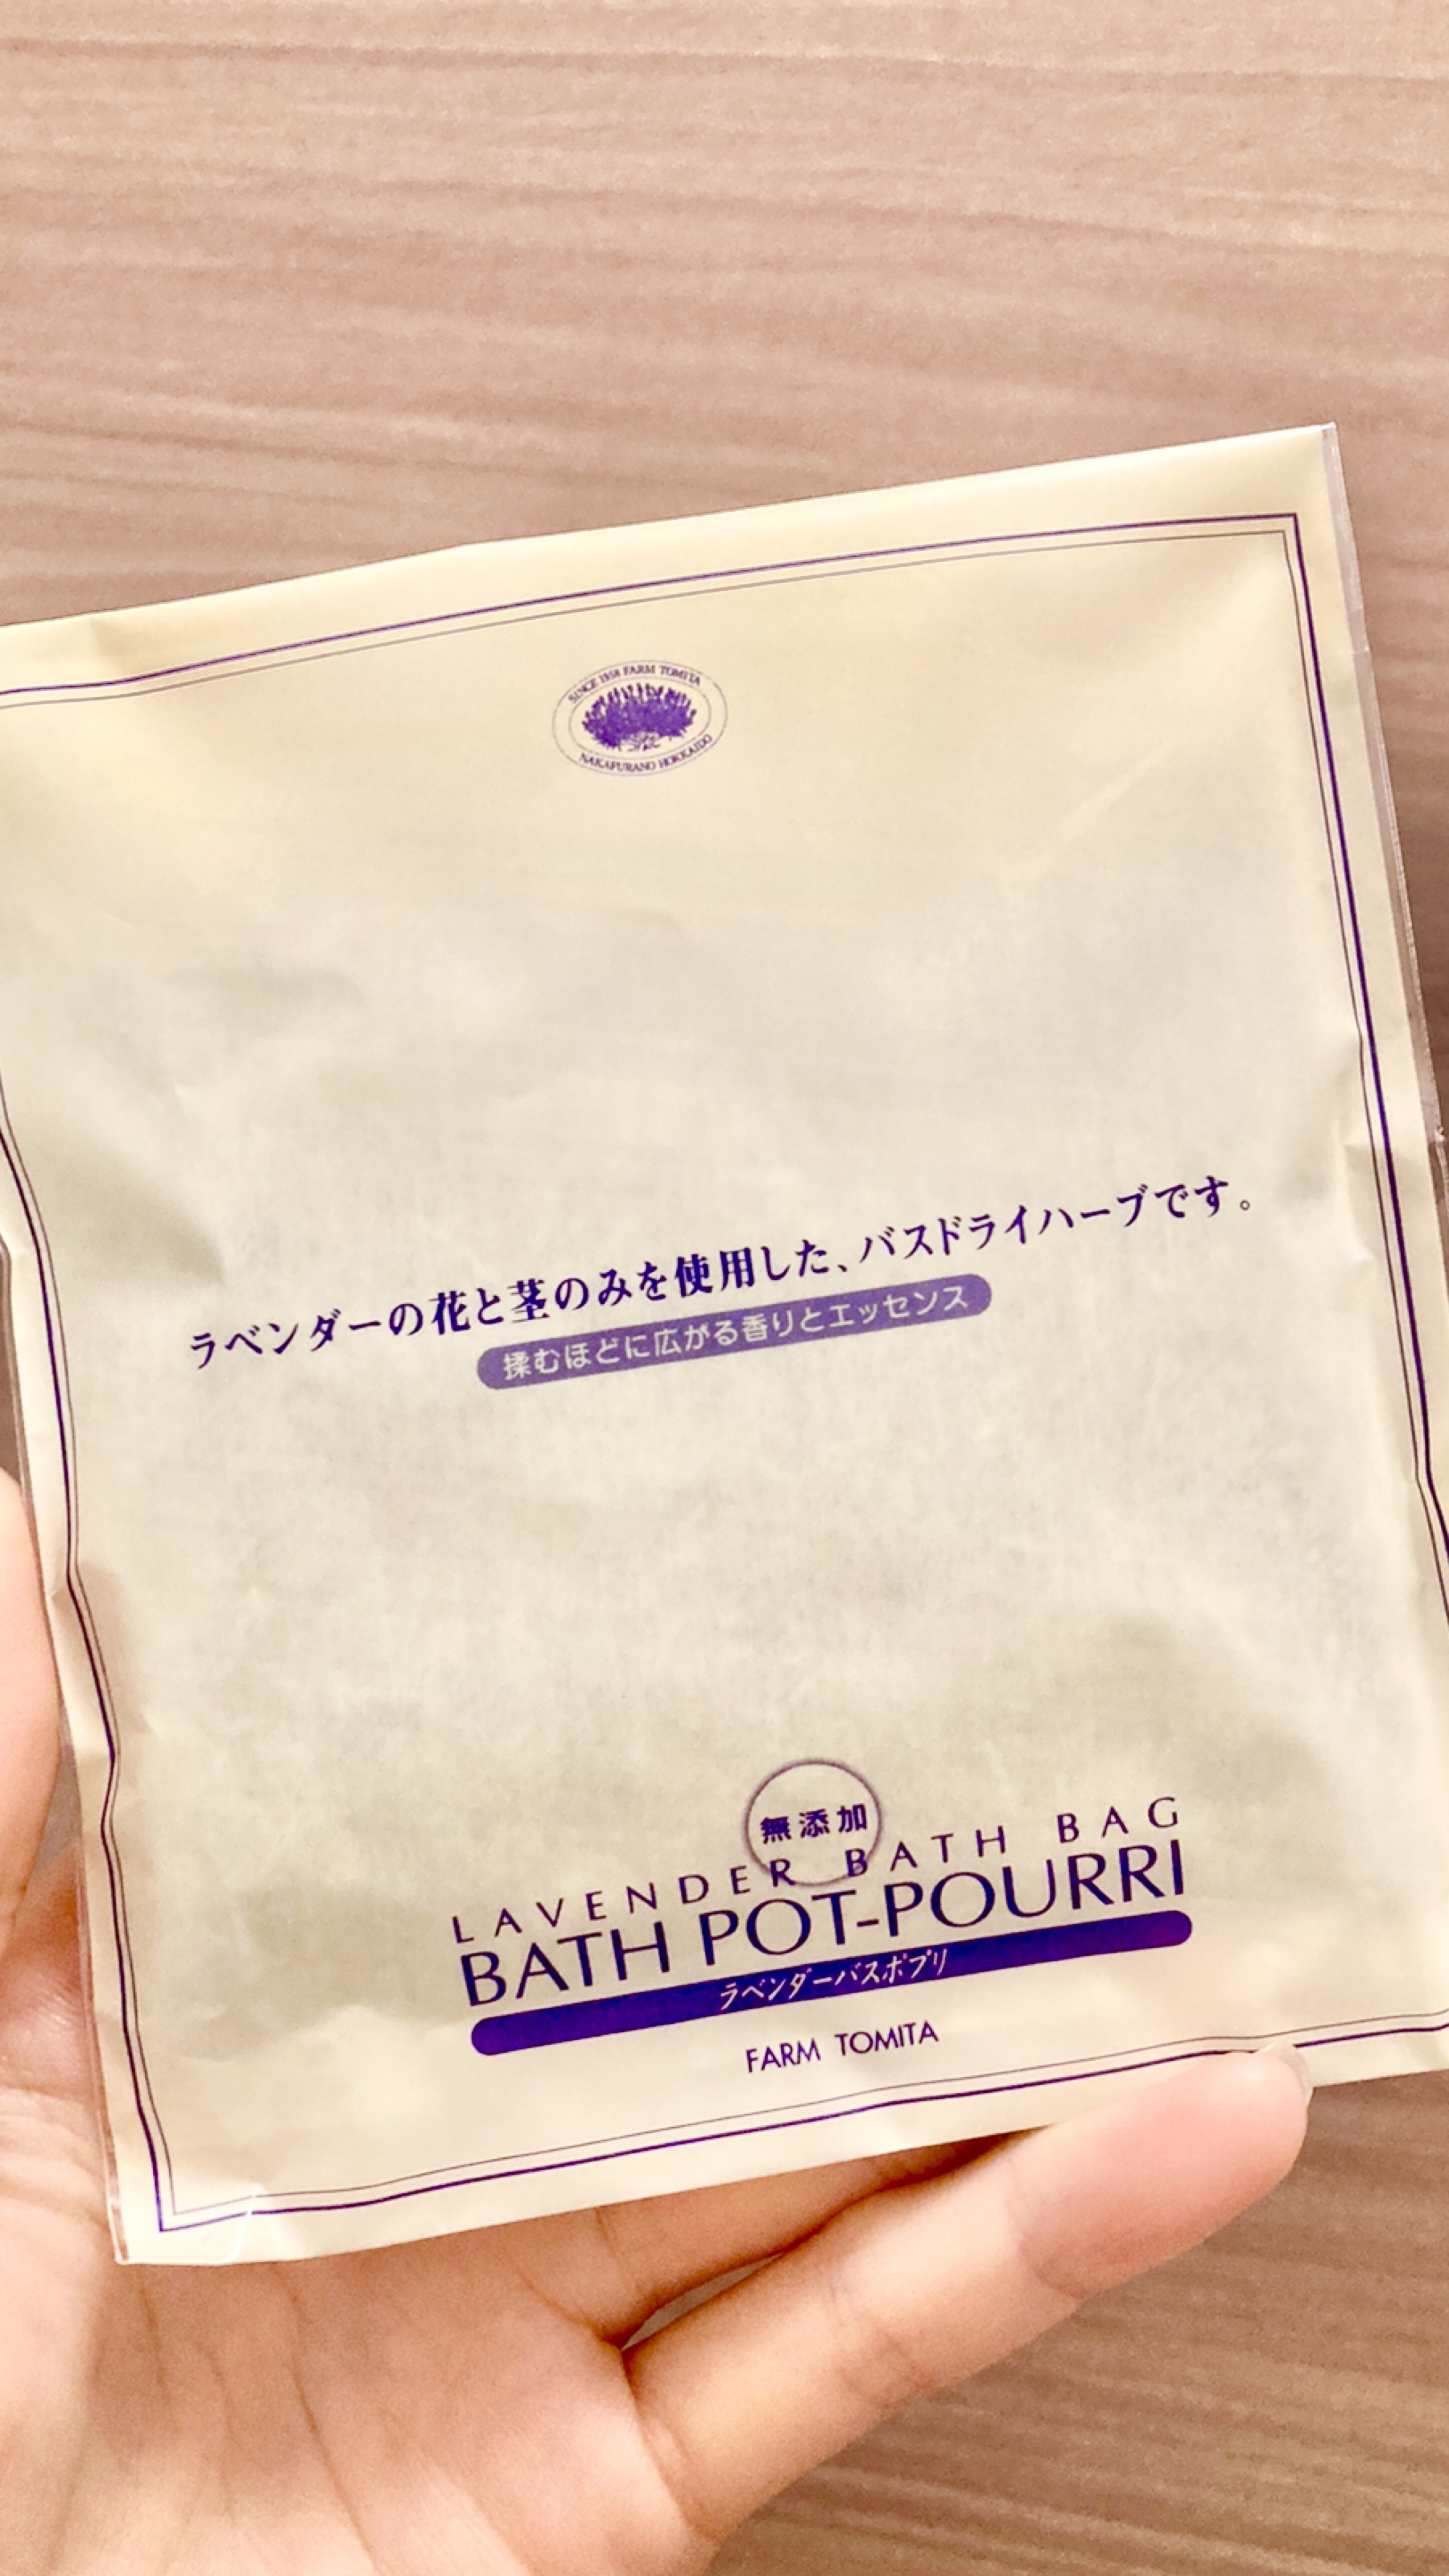 SINCE 1958 FARM TOMITA
NAKAFURANO HOKKAIDO
ラベンダーの花と茎のみを使用した、バスドライハーブです。
揉むほどに広がる香りとエッセンス
無添加
LAVENDER BATH BAG
BATH POT-POURRI
ラベンダーバスポプリ
FARM TOMITA